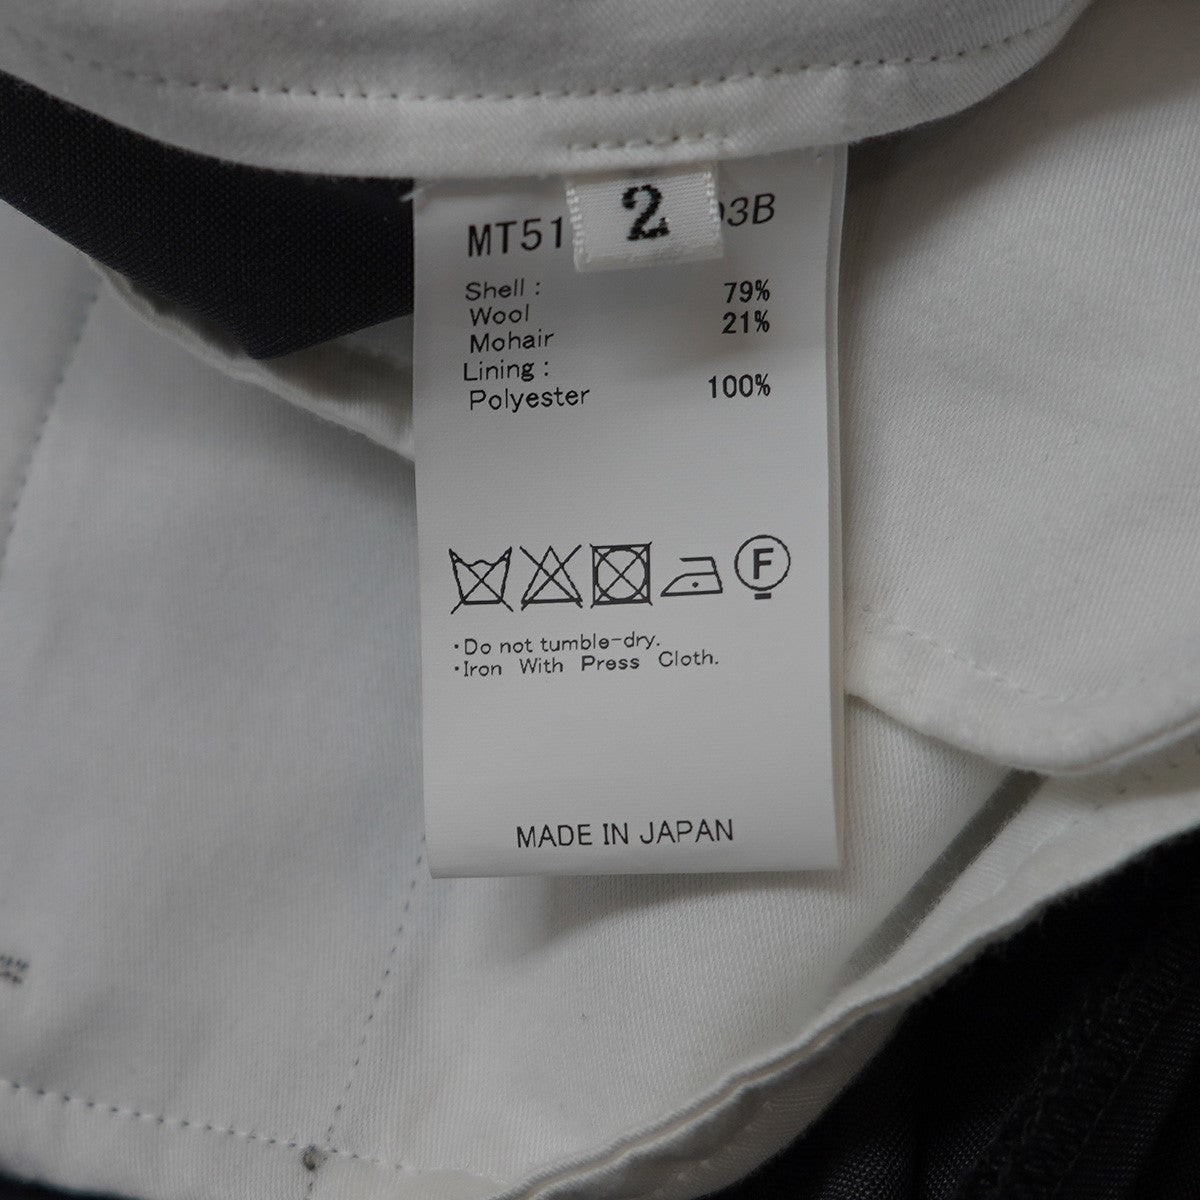 2
MT51 03B
Shell :
Wool 79%
Mohair 21%
Lining :
Polyester 100%
F
·Do not tumble-dry.
·Iron With Press Cloth.
MADE IN JAPAN